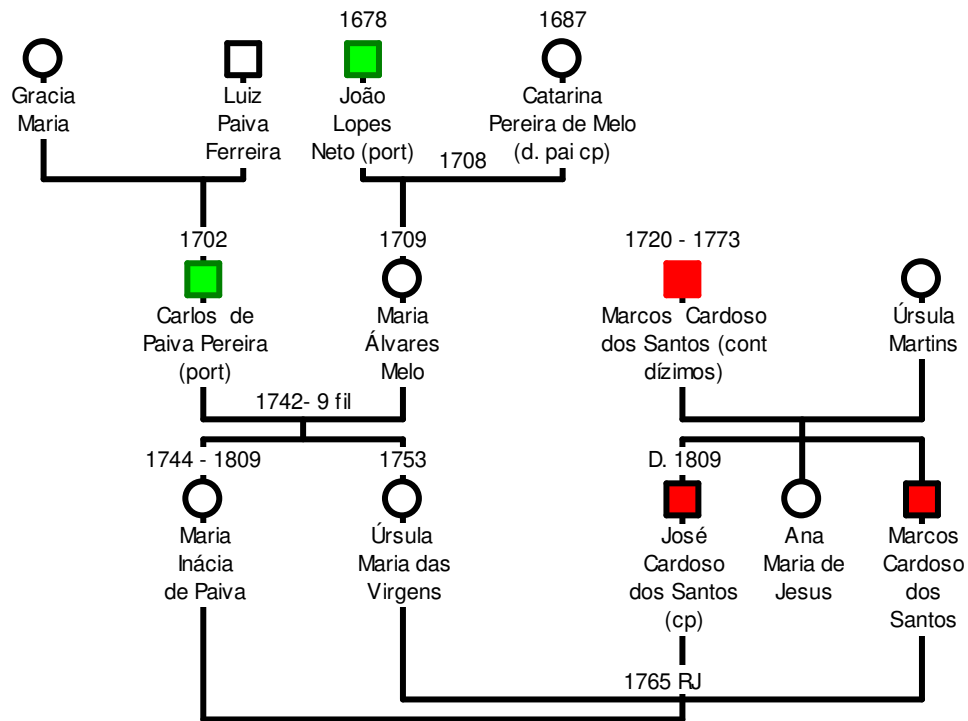 1678
1687
Gracia
Maria
Luiz
Paiva
Ferreira
João
Lopes
Neto (port)
Catarina
Pereira de Melo
(d. pai cp)
1708
1702
1709
1720 - 1773
Carlos de
Paiva Pereira
(port)
Maria
Álvares
Melo
Marcos Cardoso
dos Santos (cont
dízimos)
Úrsula
Martins
1742- 9 fil
1744 - 1809
1753
D. 1809
Maria
Inácia
de Paiva
Úrsula
Maria das
Virgens
José
Cardoso
dos Santos
(cp)
Ana
Maria de
Jesus
Marcos
Cardoso
dos
Santos
1765 RJ